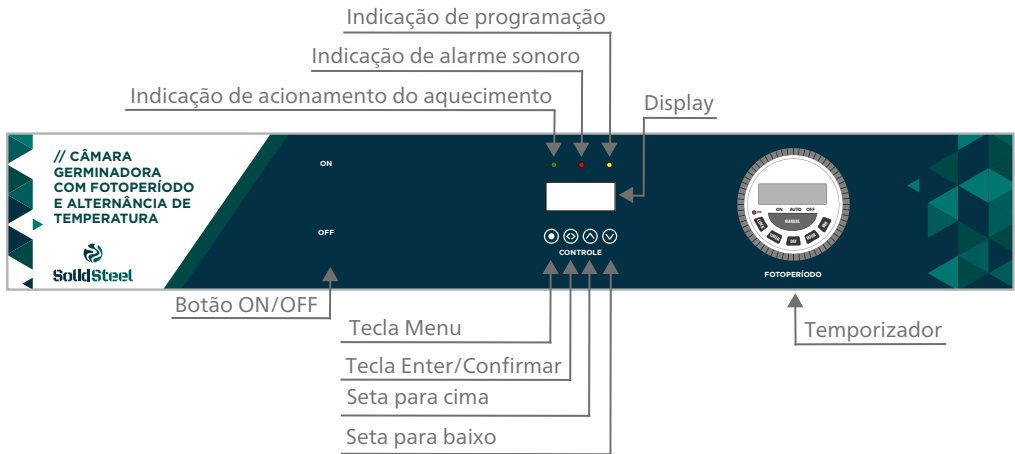 Indicação de programação
Indicação de alarme sonoro
Indicação de acionamento do aquecimento
Display
// CÂMARA
GERMINADORA
COM FOTOPERÍODO
E ALTERNÂNCIA DE
TEMPERATURA
SolidSteel
ON
OFF
CONTROLE
ON AUTO OFF
MANUAL
DAY
FOTOPERÍODO
Botão ON/OFF
Tecla Menu
Temporizador
Tecla Enter/Confirmar
Seta para cima
Seta para baixo